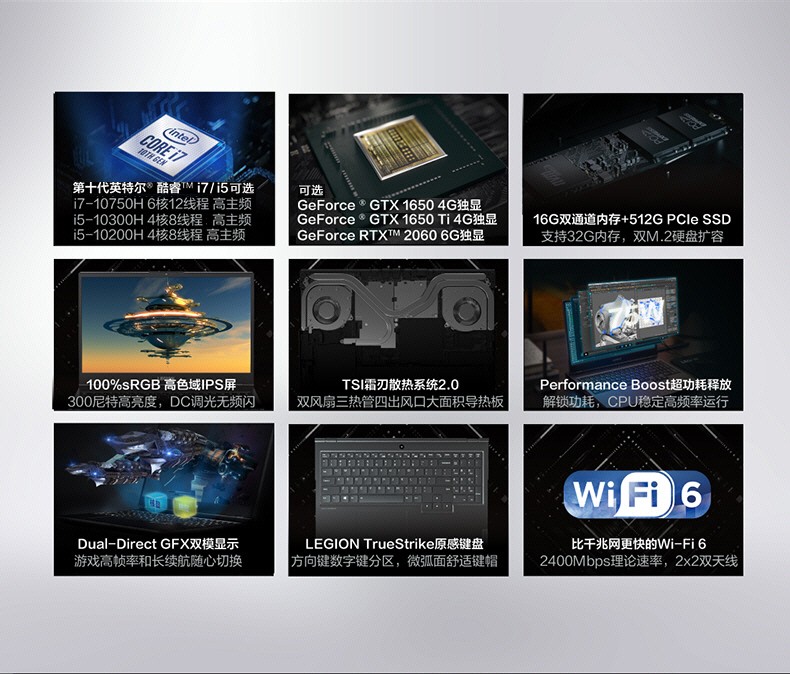 intel
CORE i7
10TH GEN
第十代英特尔® 酷睿™ i7/i5可选
i7-10750H 6核12线程 高主频
i5-10300H 4核8线程 高主频
i5-10200H 4核8线程 高主频
可选
GeForce ® GTX 1650 4G独显
GeForce ® GTX 1650 Ti 4G独显
GeForce RTX™ 2060 6G独显
16G双通道内存+512G PCIe SSD
支持32G内存，双M.2硬盘扩容
100%sRGB 高色域IPS屏
300尼特高亮度，DC调光无频闪
TSI霜刃散热系统2.0
双风扇三热管四出风口大面积导热板
Performance Boost超功耗释放
解锁功耗，CPU稳定高频率运行
Dual-Direct GFX双模显示
游戏高帧率和长续航随心切换
LEGION TrueStrike原感键盘
方向键数字键分区，微弧面舒适键帽
Wi Fi 6
比千兆网更快的Wi-Fi 6
2400Mbps理论速率，2x2双天线